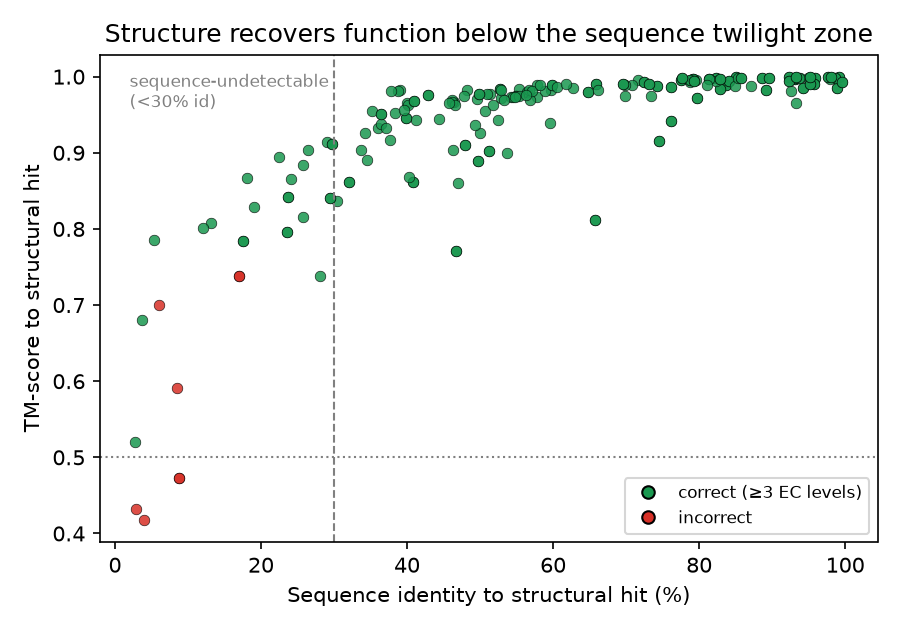 Structure recovers function below the sequence twilight zone
sequence-undetectable
(<30% id)
TM-score to structural hit
1.0
0.9
0.8
0.7
0.6
0.5
0.4
correct (≥3 EC levels)
incorrect
0 20 40 60 80 100
Sequence identity to structural hit (%)